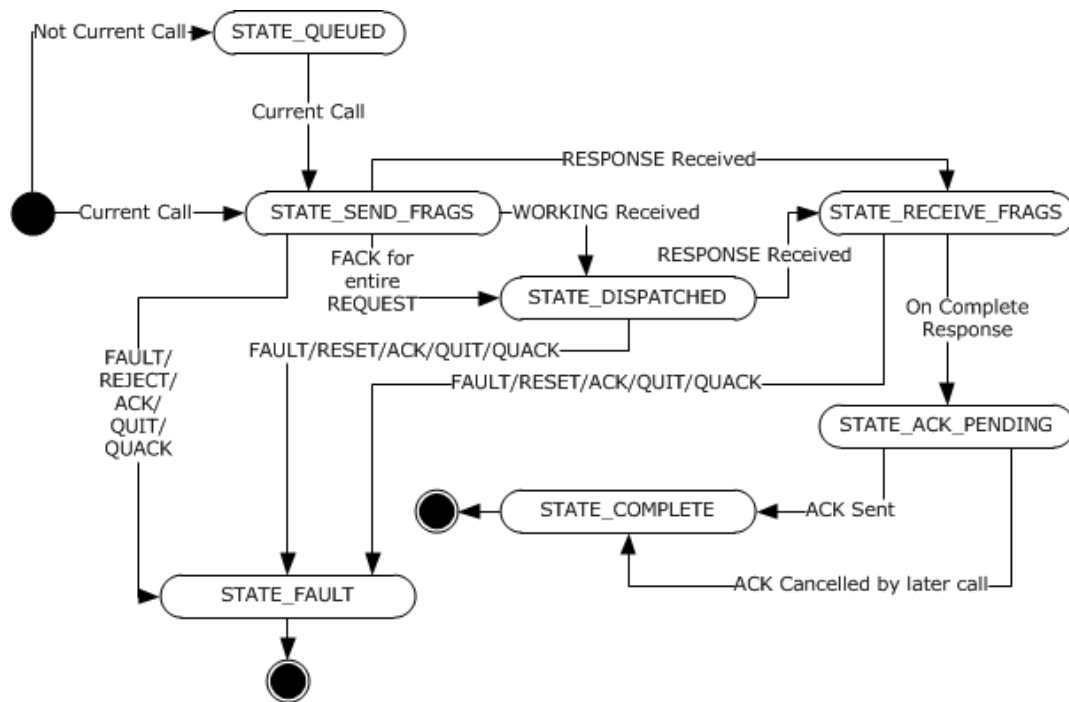 Not Current Call
STATE_QUEUED
Current Call
RESPONSE Received
Current Call
STATE_SEND_FRAGS
WORKING Received
STATE_RECEIVE_FRAGS
FACK for
entire
REQUEST
RESPONSE Received
STATE_DISPATCHED
On Complete
Response
FAULT/RESET/ACK/QUIT/QUACK
FAULT/
REJECT/
ACK/
QUIT/
QUACK
FAULT/RESET/ACK/QUIT/QUACK
STATE_ACK_PENDING
STATE_COMPLETE
ACK Sent
ACK Cancelled by later call
STATE_FAULT